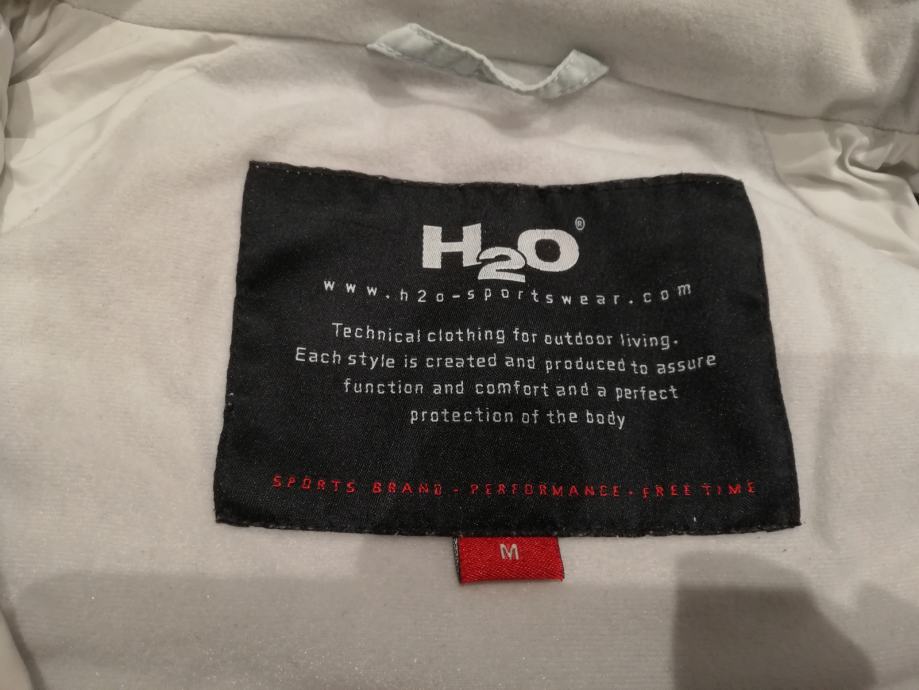 H2O®
www.h2o-sportswear.com
Technical clothing for outdoor living.
Each style is created and produced to assure
function and comfort and a perfect
protection of the body
SPORTS BRAND - PERFORMANCE - FREE TIME
M